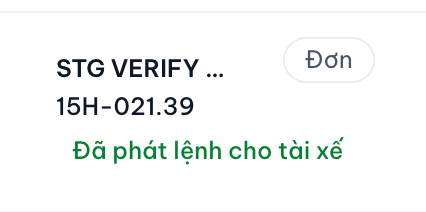 STG VERIFY ...
Đơn
15H-021.39
Đã phát lệnh cho tài xế